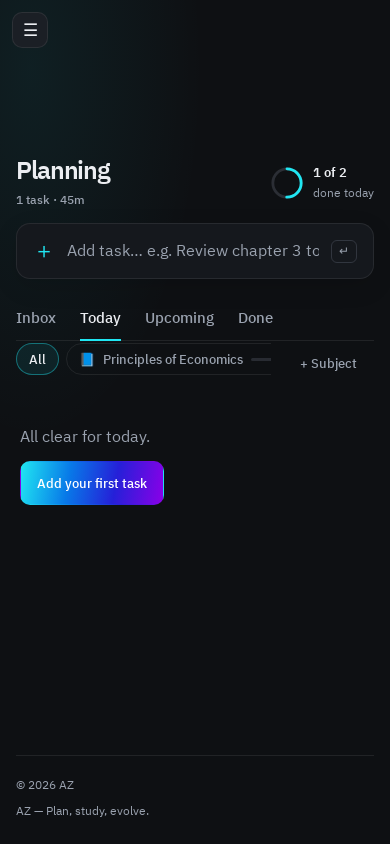 Planning
1 of 2
done today
1 task · 45m
+ Add task... e.g. Review chapter 3 to
Inbox Today Upcoming Done
All 📘 Principles of Economics + Subject
All clear for today.
Add your first task
© 2026 AZ
AZ — Plan, study, evolve.